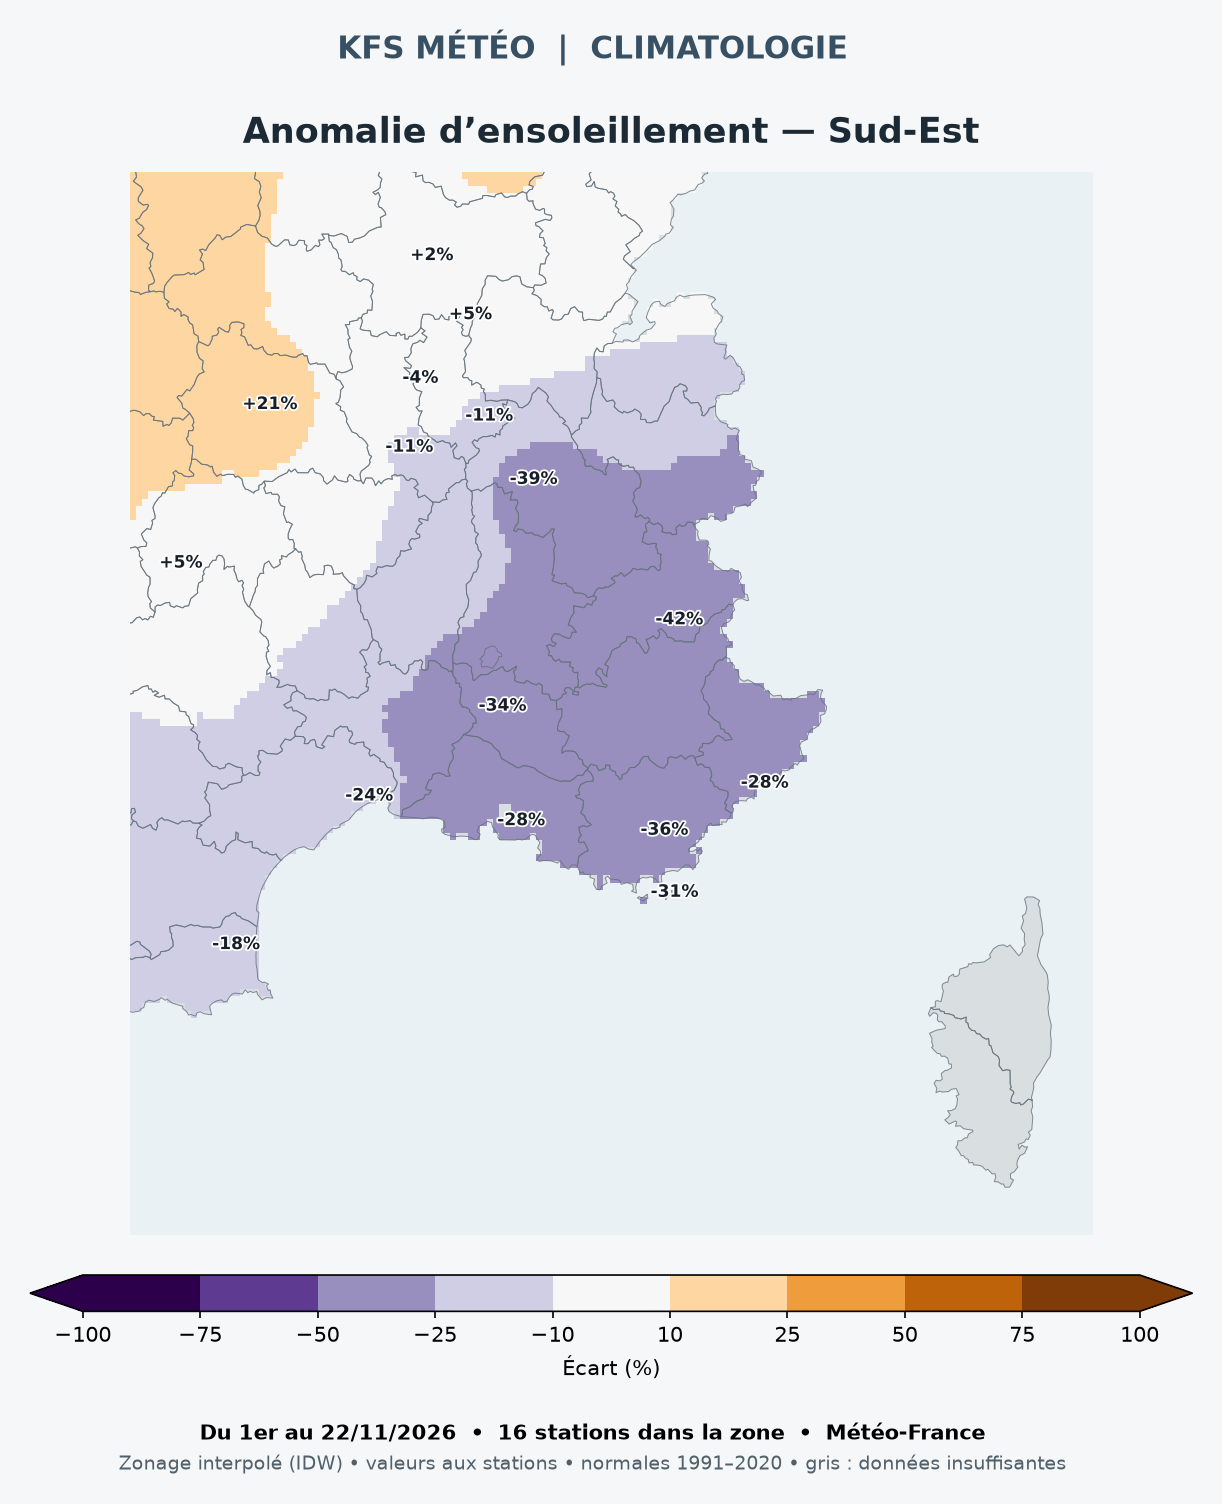 KFS MÉTÉO | CLIMATOLOGIE
Anomalie d’ensoleillement — Sud-Est
+2%
+5%
-4%
+21%
-11%
-11%
-39%
+5%
-42%
-34%
-28%
-24%
-28%
-36%
-31%
-18%
−100 −75 −50 −25 −10 10 25 50 75 100
Écart (%)
Du 1er au 22/11/2026 • 16 stations dans la zone • Météo-France
Zonage interpolé (IDW) • valeurs aux stations • normales 1991–2020 • gris : données insuffisantes